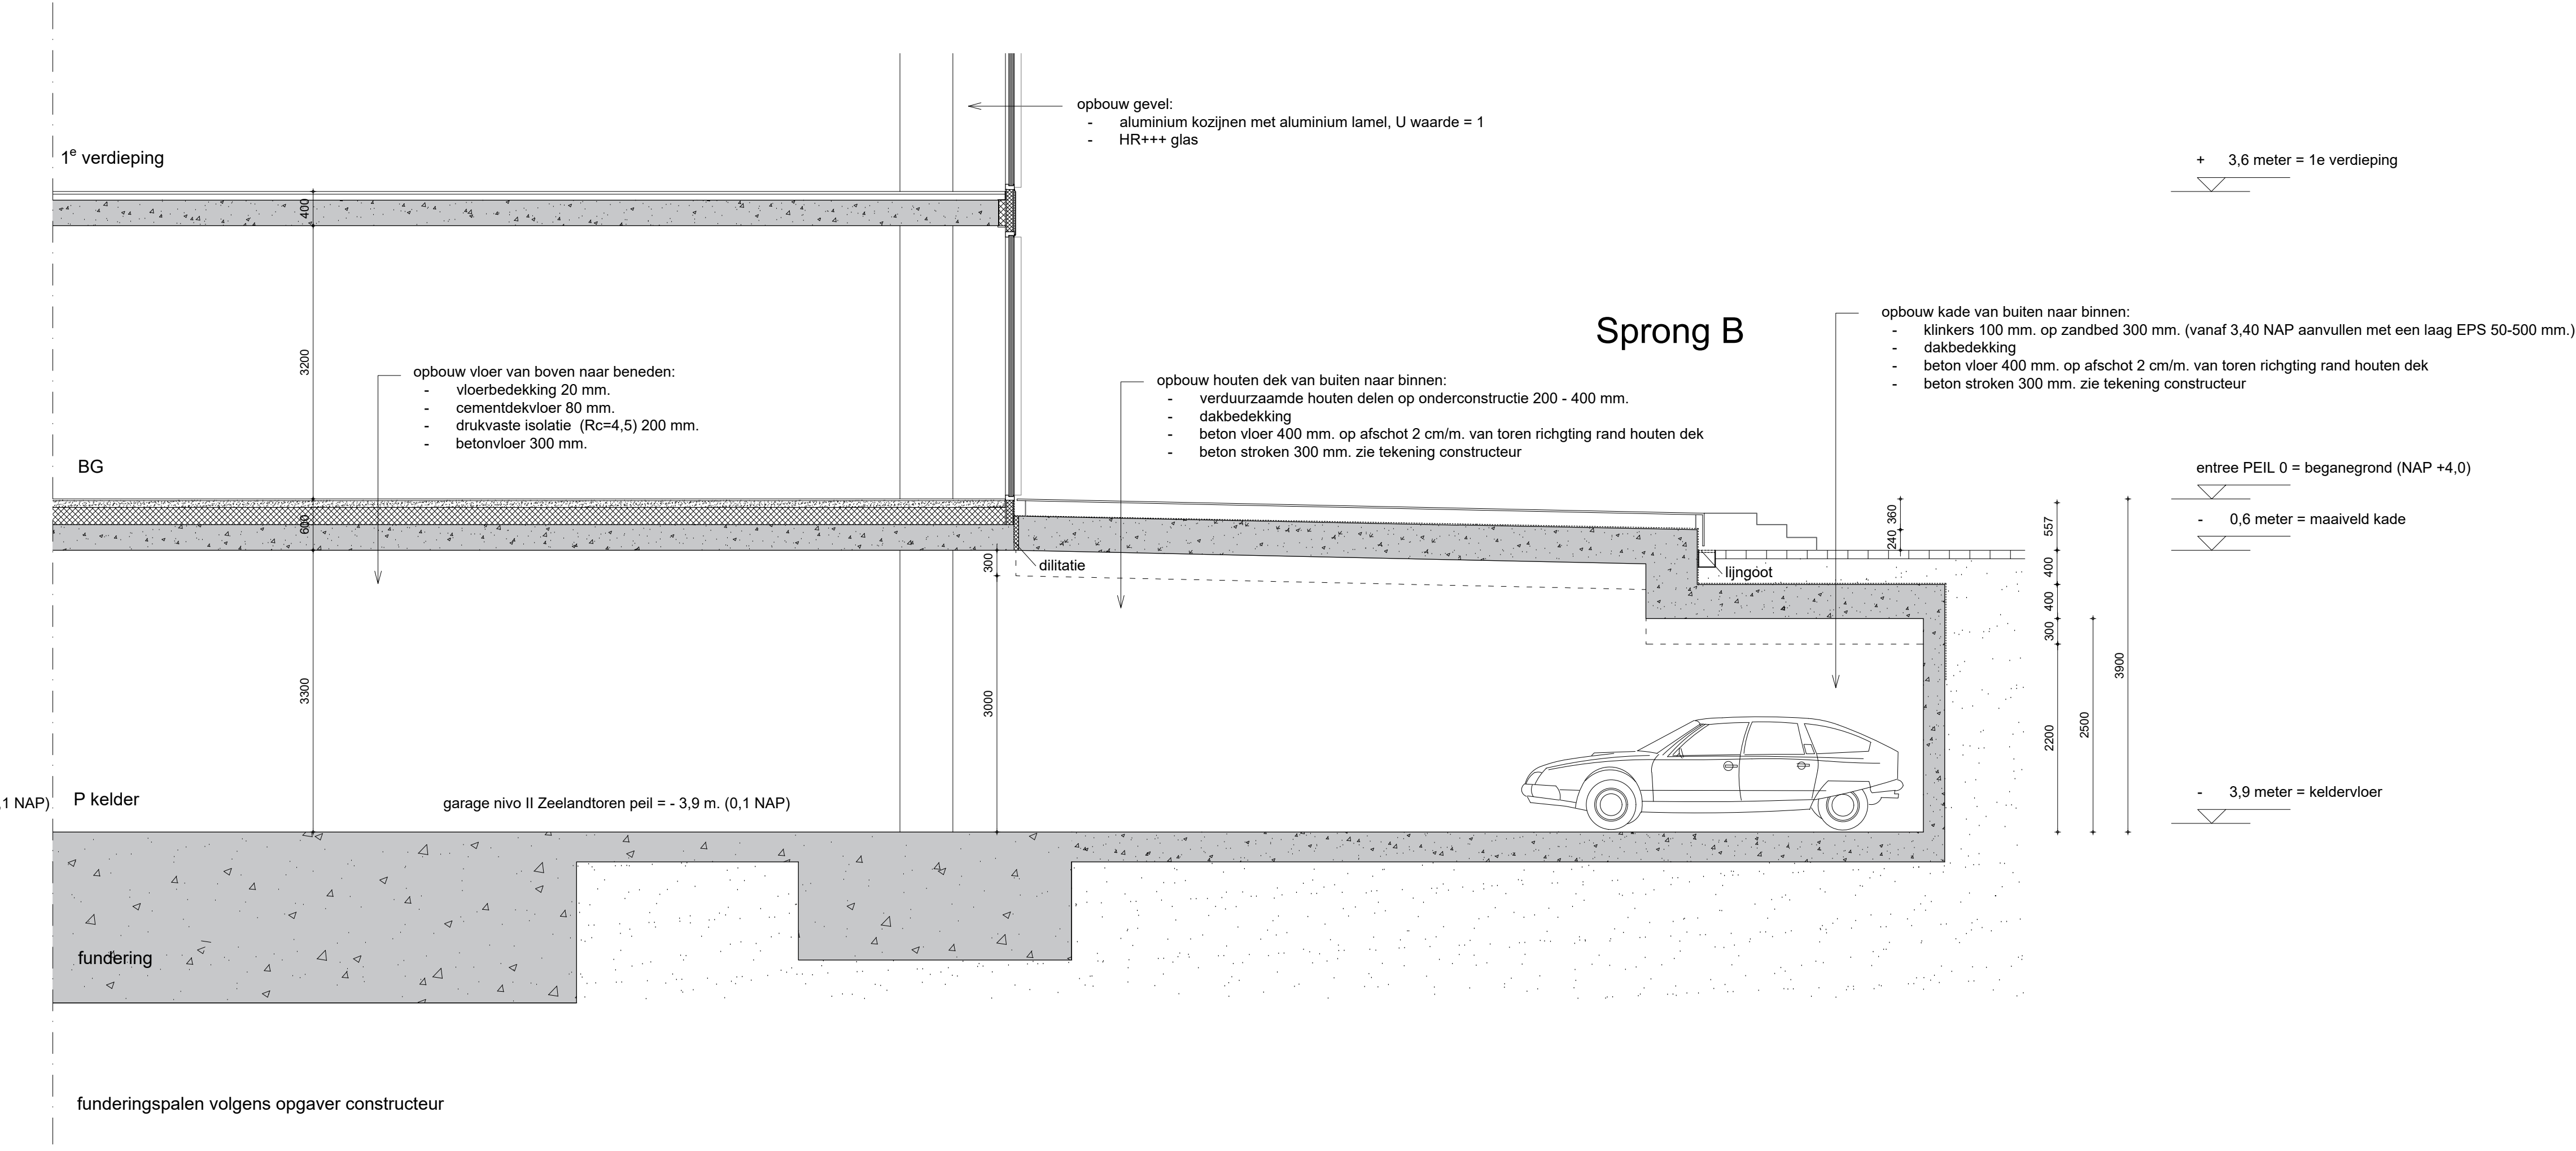 opbouw gevel:
- aluminium kozijnen met aluminium lamel, U waarde = 1
- HR+++ glas
1e verdieping
+ 3,6 meter = 1e verdieping
400
3200
Sprong B
opbouw kade van buiten naar binnen:
- klinkers 100 mm. op zandbed 300 mm. (vanaf 3,40 NAP aanvullen met een laag EPS 50-500 mm.)
- dakbedekking
- beton vloer 400 mm. op afschot 2 cm/m. van toren richgting rand houten dek
- beton stroken 300 mm. zie tekening constructeur
opbouw vloer van boven naar beneden:
- vloerbedekking 20 mm.
- cementdekvloer 80 mm.
- drukvaste isolatie (Rc=4,5) 200 mm.
- betonvloer 300 mm.
opbouw houten dek van buiten naar binnen:
- verduurzaamde houten delen op onderconstructie 200 - 400 mm.
- dakbedekking
- beton vloer 400 mm. op afschot 2 cm/m. van toren richgting rand houten dek
- beton stroken 300 mm. zie tekening constructeur
BG
entree PEIL 0 = beganegrond (NAP +4,0)
- 0,6 meter = maaiveld kade
600
360
240
557
300
dilitatie
lijngoot
400
400
300
3900
3300
3000
2200
2500
,1 NAP)
P kelder
garage nivo II Zeelandtoren peil = - 3,9 m. (0,1 NAP)
- 3,9 meter = keldervloer
fundering
funderingspalen volgens opgaver constructeur